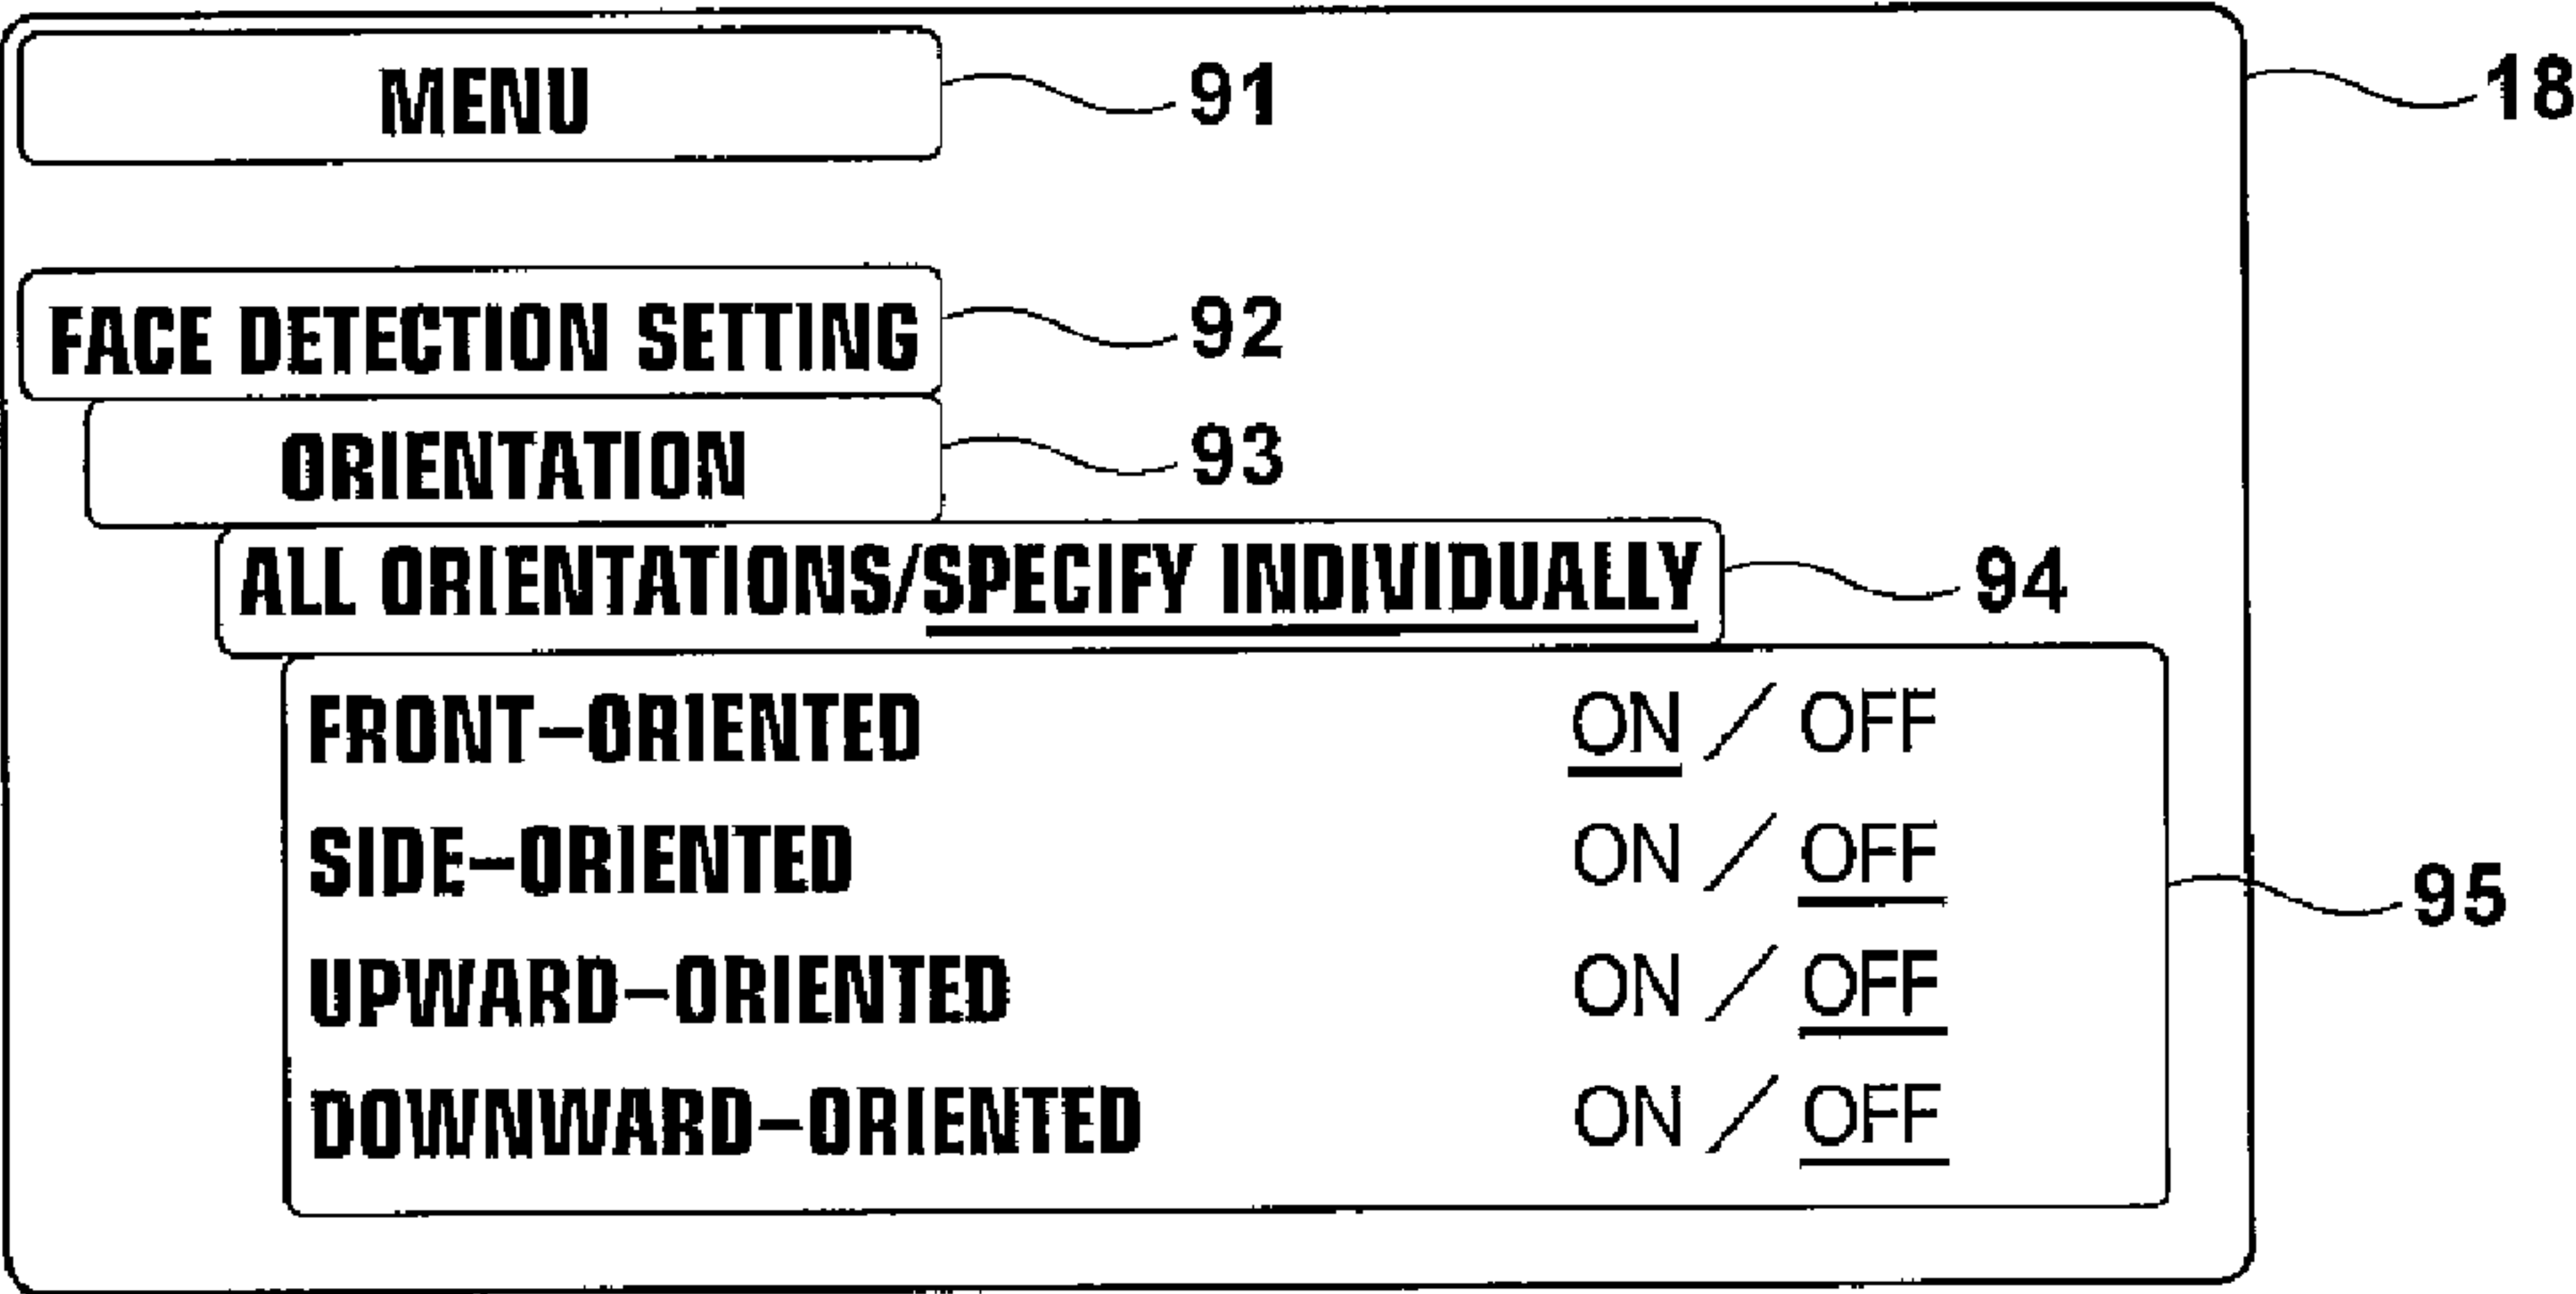 MENU 91 18
FACE DETECTION SETTING 92
ORIENTATION 93
ALL ORIENTATIONS/SPECIFY INDIVIDUALLY 94
FRONT-ORIENTED ON / OFF
SIDE-ORIENTED ON / OFF
95
UPWARD-ORIENTED ON / OFF
DOWNWARD-ORIENTED ON / OFF